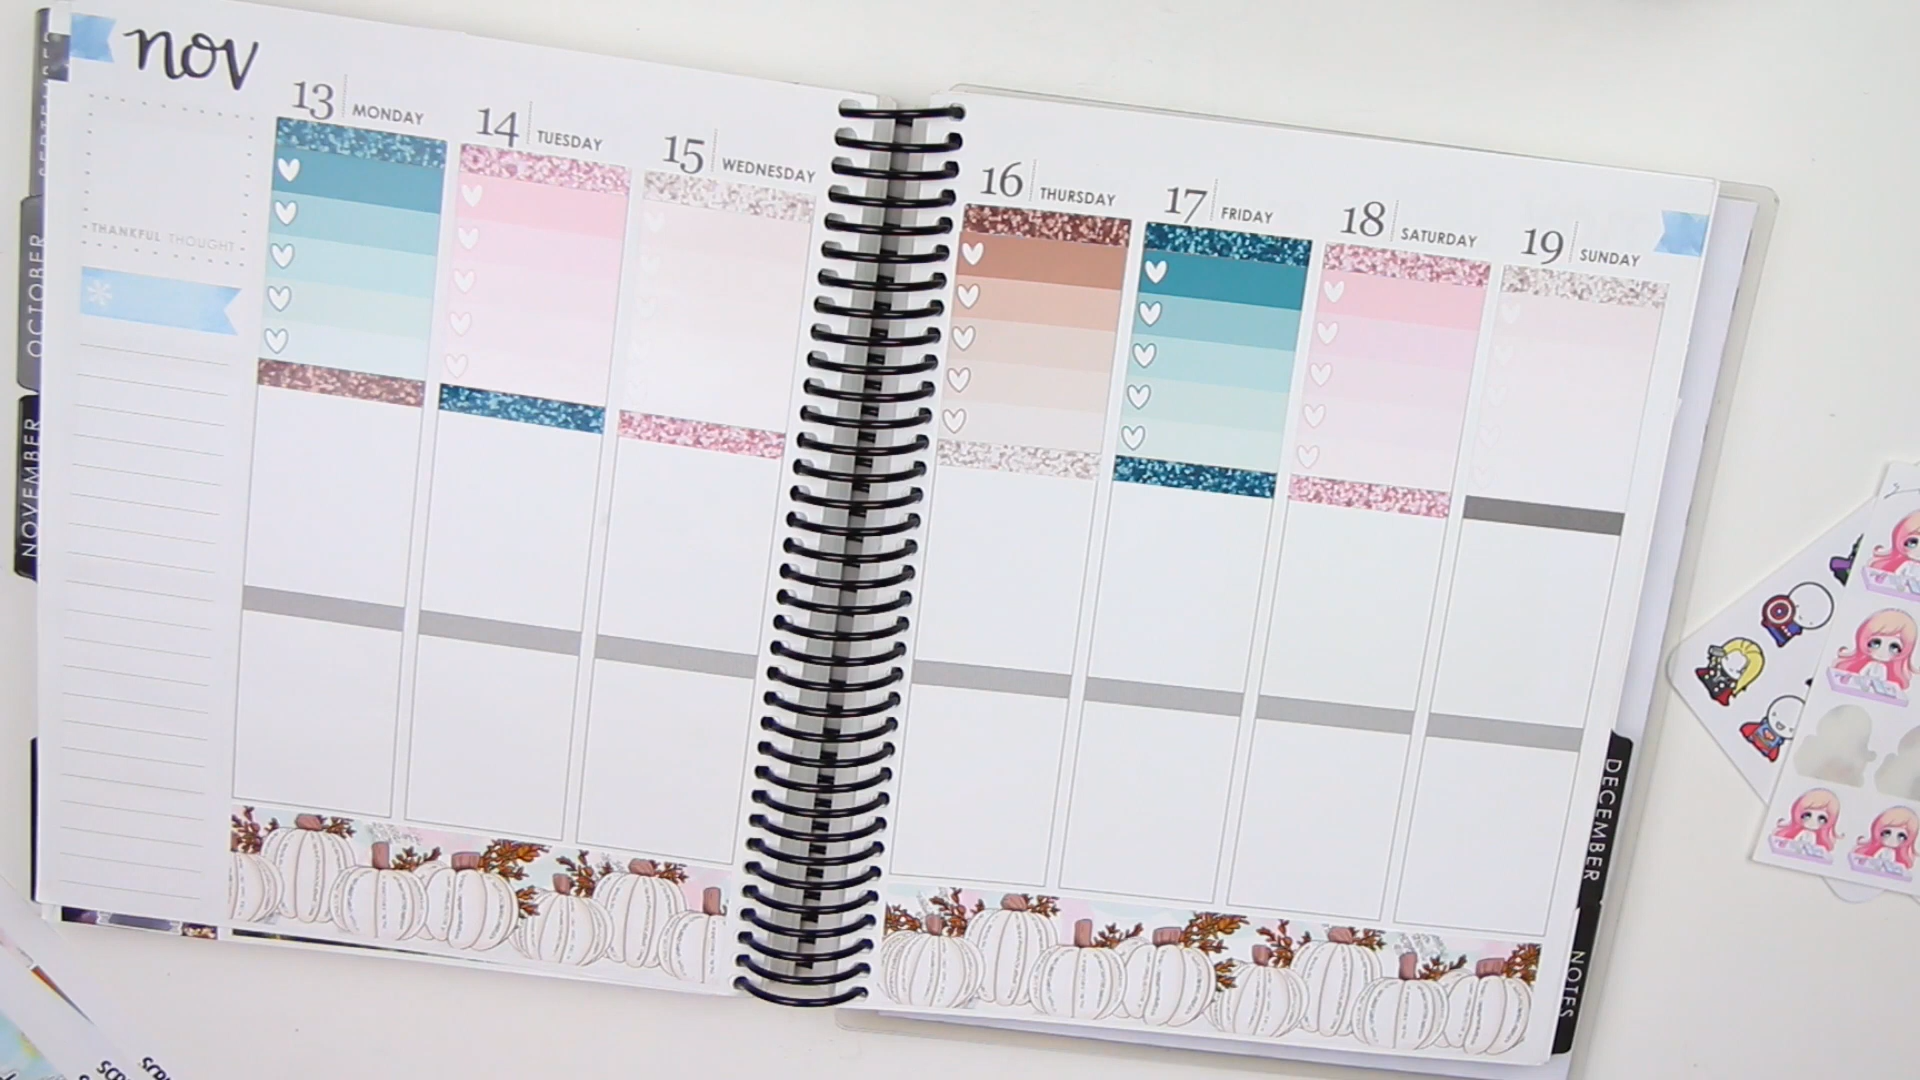 nov
13 MONDAY
14 TUESDAY
15 WEDNESDAY
16 THURSDAY
17 FRIDAY
18 SATURDAY
19 SUNDAY
THANKFUL THOUGHT
SEPTEMBER
OCTOBER
NOVEMBER
DECEMBER
NOTES